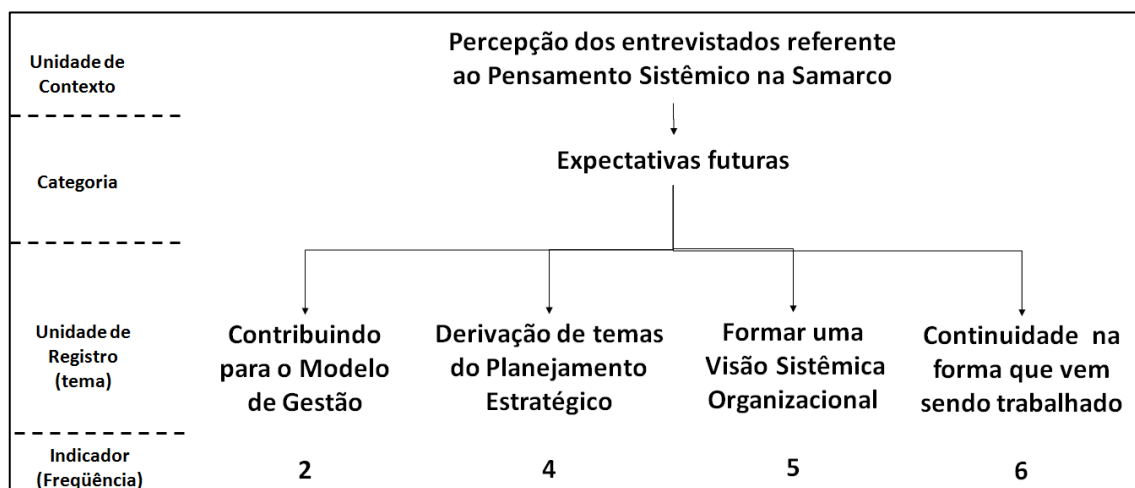 Unidade de
Contexto
Percepção dos entrevistados referente
ao Pensamento Sistêmico na Samarco
Categoria
Expectativas futuras
Unidade de
Registro
(tema)
Contribuindo
para o Modelo
de Gestão
Derivação de temas
do Planejamento
Estratégico
Formar uma
Visão Sistêmica
Organizacional
Continuidade na
forma que vem
sendo trabalhado
Indicador
(Freqüência)
2
4
5
6